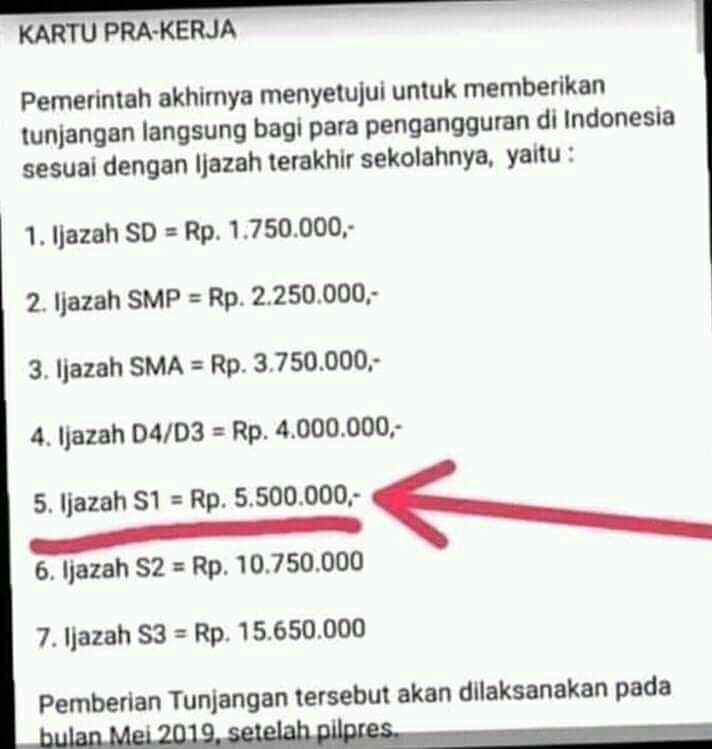 KARTU PRA-KERJA
Pemerintah akhirnya menyetujui untuk memberikan
tunjangan langsung bagi para pengangguran di Indonesia
sesuai dengan Ijazah terakhir sekolahnya, yaitu :
1. Ijazah SD = Rp. 1.750.000,-
2. Ijazah SMP = Rp. 2.250.000,-
3. Ijazah SMA = Rp. 3.750.000,-
4. Ijazah D4/D3 = Rp. 4.000.000,-
5. Ijazah S1 = Rp. 5.500.000,-
6. Ijazah S2 = Rp. 10.750.000
7. Ijazah S3 = Rp. 15.650.000
Pemberian Tunjangan tersebut akan dilaksanakan pada
bulan Mei 2019, setelah pilpres.